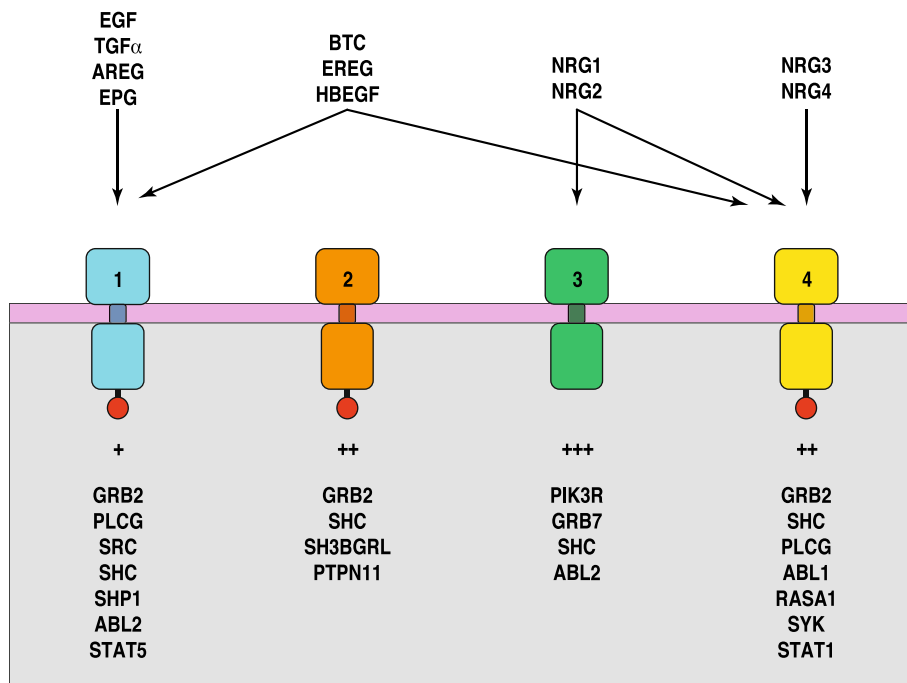 EGF
TGFα
AREG
EPG
BTC
EREG
HBEGF
NRG1
NRG2
NRG3
NRG4
1
2
3
4
+
++
+++
++
GRB2
PLCG
SRC
SHC
SHP1
ABL2
STAT5
GRB2
SHC
SH3BGRL
PTPN11
PIK3R
GRB7
SHC
ABL2
GRB2
SHC
PLCG
ABL1
RASA1
SYK
STAT1